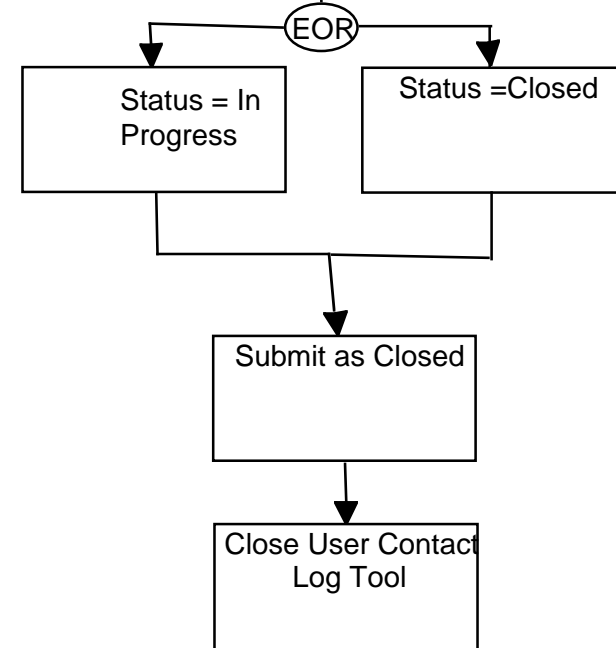 EOR
Status = In
Progress
Status =Closed
Submit as Closed
Close User Contact
Log Tool